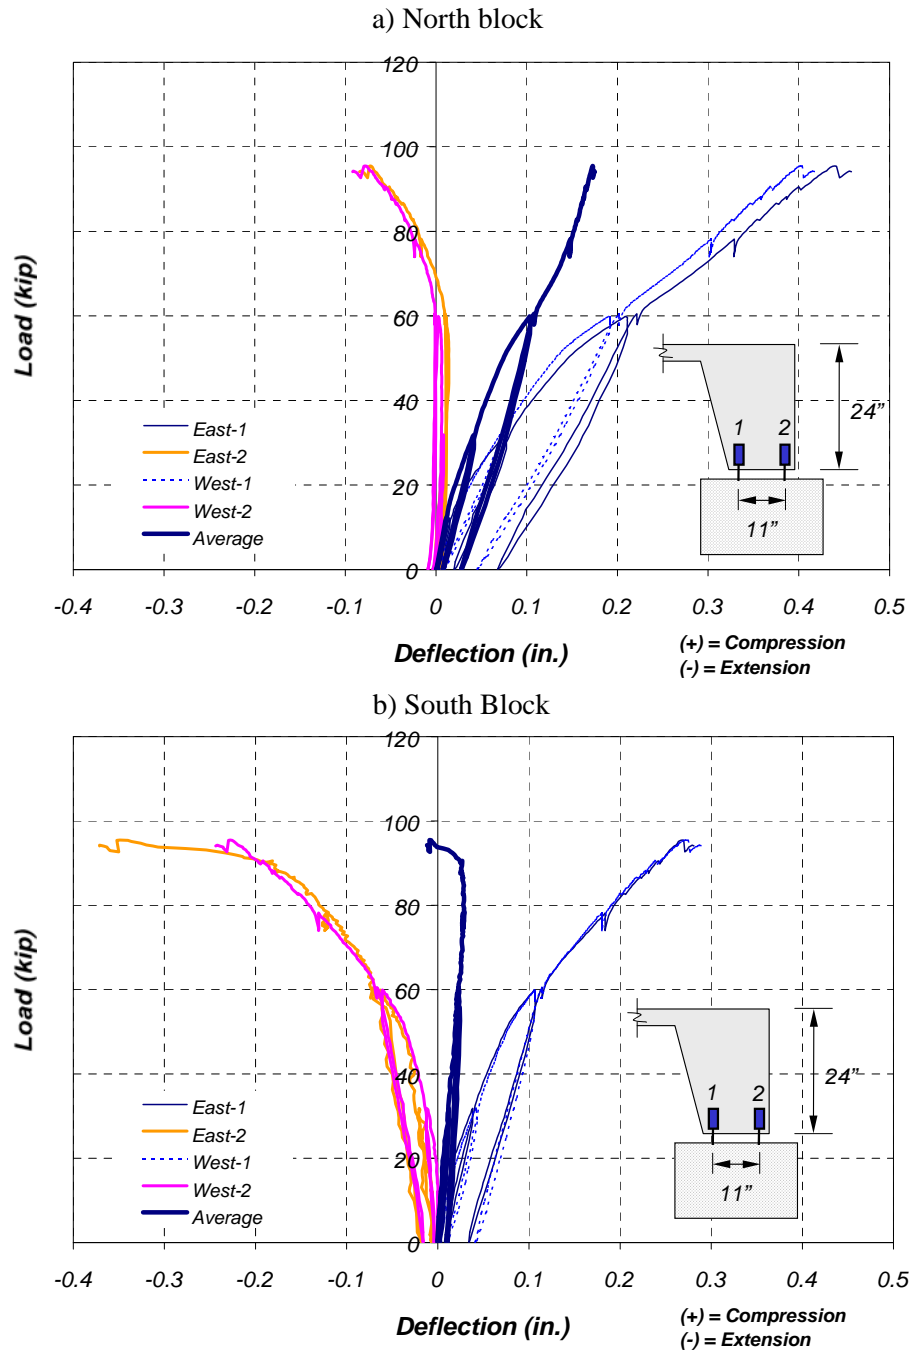 a) North block
120
100
80
60
40
20
0
Load (kip)
East-1
East-2
West-1
West-2
Average
1 2
24”
11”
-0.4 -0.3 -0.2 -0.1 0 0.1 0.2 0.3 0.4 0.5
Deflection (in.)
(+) = Compression
(-) = Extension
b) South Block
120
100
80
60
40
20
0
Load (kip)
East-1
East-2
West-1
West-2
Average
1 2
24”
11”
-0.4 -0.3 -0.2 -0.1 0 0.1 0.2 0.3 0.4 0.5
Deflection (in.)
(+) = Compression
(-) = Extension